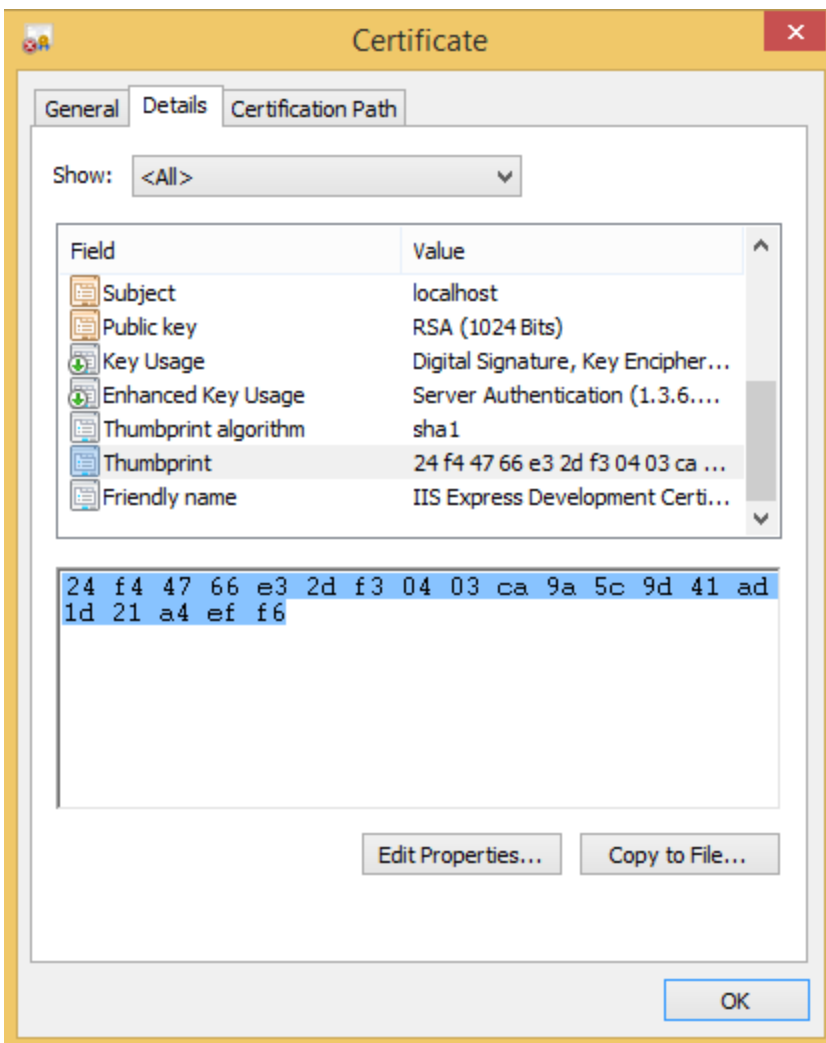 Certificate
General Details Certification Path
Show: <All>
Field Value
Subject localhost
Public key RSA (1024 Bits)
Key Usage Digital Signature, Key Encipher...
Enhanced Key Usage Server Authentication (1.3.6....
Thumbprint algorithm sha1
Thumbprint 24 f4 47 66 e3 2d f3 04 03 ca ...
Friendly name IIS Express Development Certi...
24 f4 47 66 e3 2d f3 04 03 ca 9a 5c 9d 41 ad
1d 21 a4 ef f6
Edit Properties... Copy to File...
OK